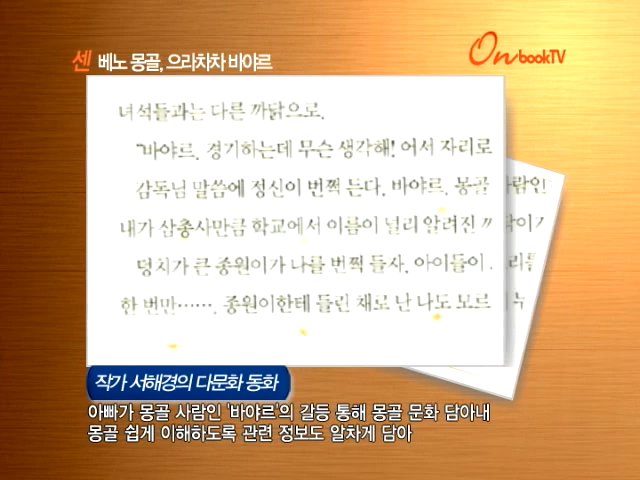 센 베노 몽골, 으라차차 바야르
On bookTV
녀석들과는 다른 까닭으로.
"바야르. 경기하는데 무슨 생각해! 어서 자리로
감독님 말씀에 정신이 번쩍 든다. 바야르. 몽골 사람인
내가 삼총사만큼 학교에서 이름이 널리 알려진 까닭이기
덩치가 큰 종원이가 나를 번쩍 들자. 아이들이
한 번만……. 종원이한테 들린 채로 난 나도 모르
작가 서해경의 다문화 동화
아빠가 몽골 사람인 '바야르'의 갈등 통해 몽골 문화 담아내
몽골 쉽게 이해하도록 관련 정보도 알차게 담아